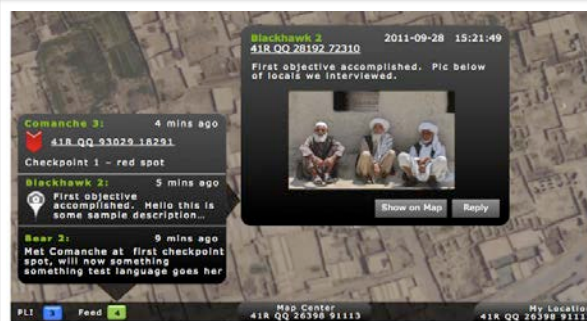 Blackhawk 2
2011-09-28 15:21:49
41R QQ 28192 72310
First objective accomplished. Pic below
of locals we interviewed.
Show on Map
Reply
Comanche 3:
4 mins ago
41R QQ 93029 18291
Checkpoint 1 – red spot
Blackhawk 2:
5 mins ago
First objective
accomplished. Hello this is
some sample description...
Bear 2:
9 mins ago
Met Comanche at first checkpoint
spot, will now something
something test language goes her
PLI 3
Feed 4
Map Center
41R QQ 26398 91113
My Locatio
41R QQ 26398 9111